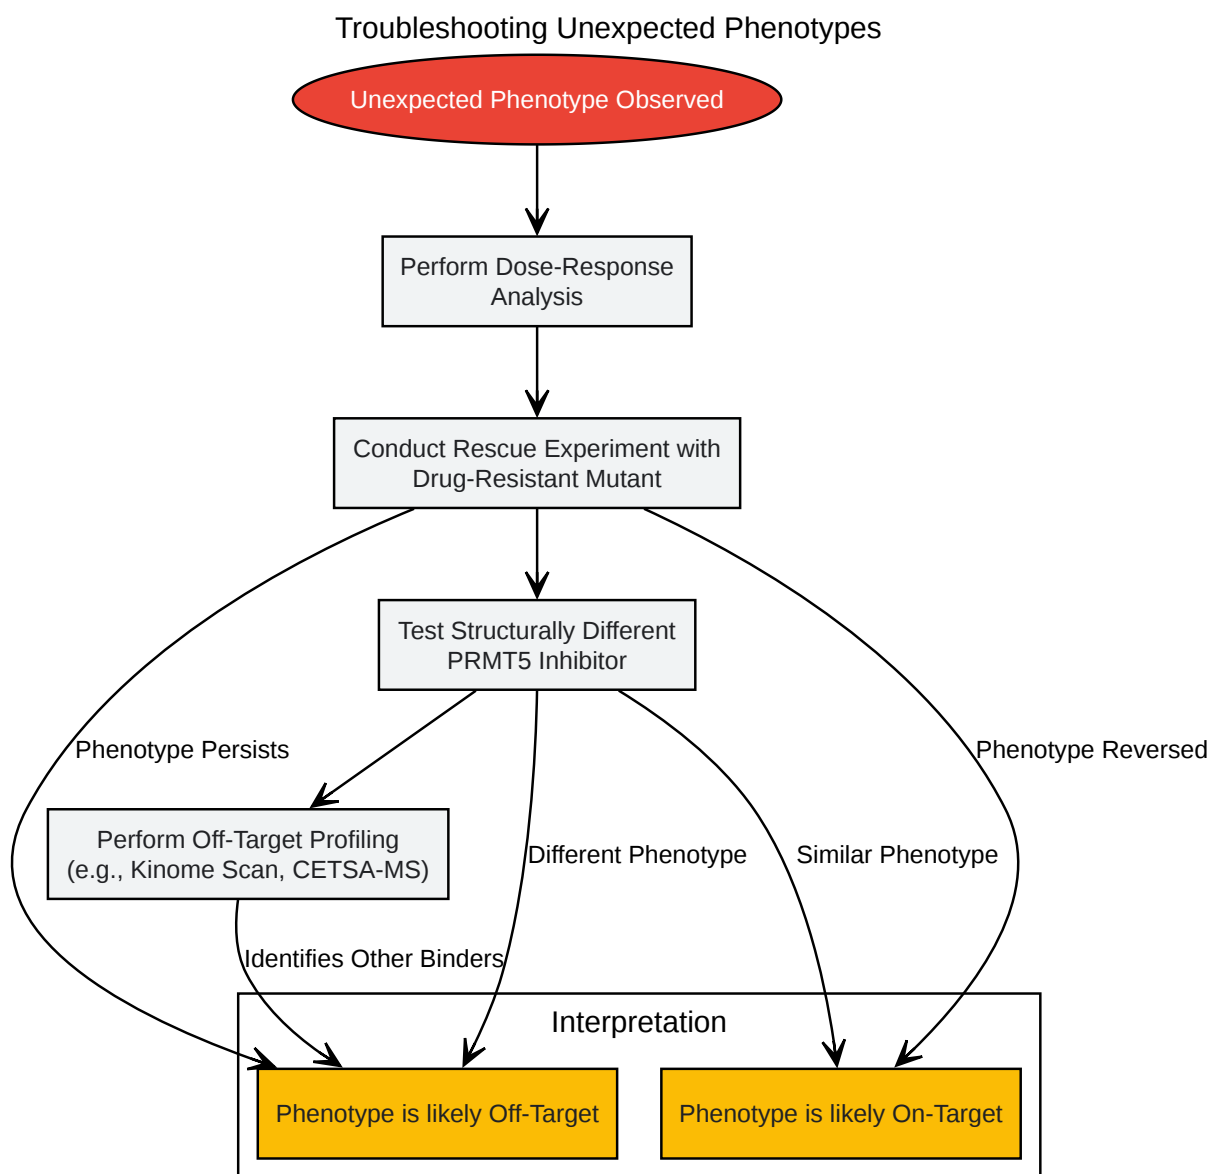 Troubleshooting Unexpected Phenotypes
Unexpected Phenotype Observed
Perform Dose-Response
Analysis
Conduct Rescue Experiment with
Drug-Resistant Mutant
Test Structurally Different
PRMT5 Inhibitor
Phenotype Persists
Phenotype Reversed
Perform Off-Target Profiling
(e.g., Kinome Scan, CETSA-MS)
Different Phenotype
Similar Phenotype
Identifies Other Binders
Interpretation
Phenotype is likely Off-Target
Phenotype is likely On-Target